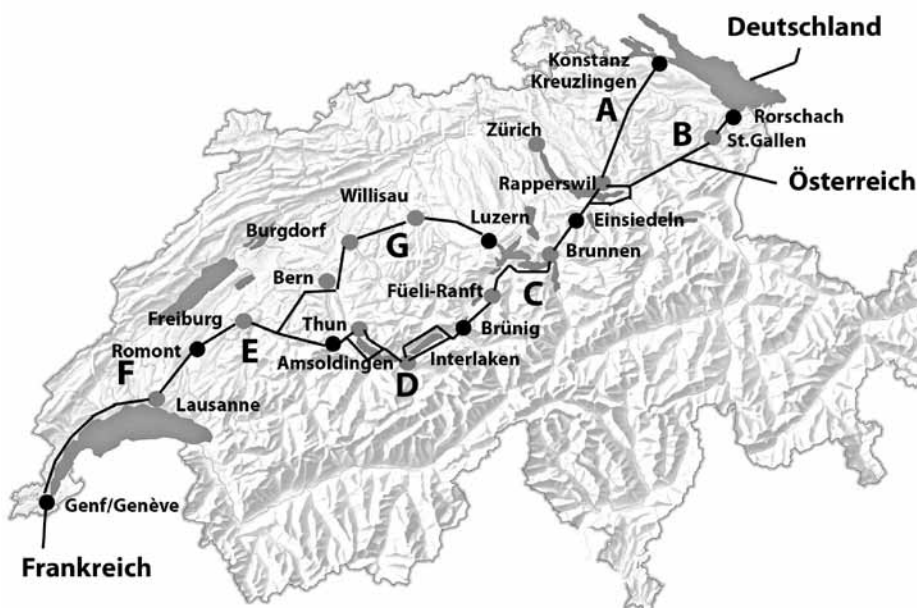 Deutschland
Konstanz
Kreuzlingen
A
Rorschach
Zürich
B
St.Gallen
Rapperswil
Österreich
Willisau
Luzern
Einsiedeln
Burgdorf
G
Brunnen
Bern
C
Füeli-Ranft
Freiburg
Thun
Brünig
E
Romont
Amsoldingen
Interlaken
F
D
Lausanne
Genf/Genève
Frankreich